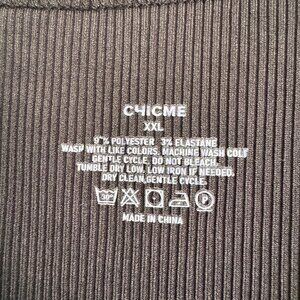 CHICME
XXL
POLYESTER 3% ELASTANE
WASH WITH LIKE COLORS, MACHINE WASH COLD
GENTLE CYCLE, DO NOT BLEACH.
TUMBLE DRY LOW, LOW IRON IF NEEDED,
DRY CLEAN,GENTLE CYCLE.
30° P
MADE IN CHINA